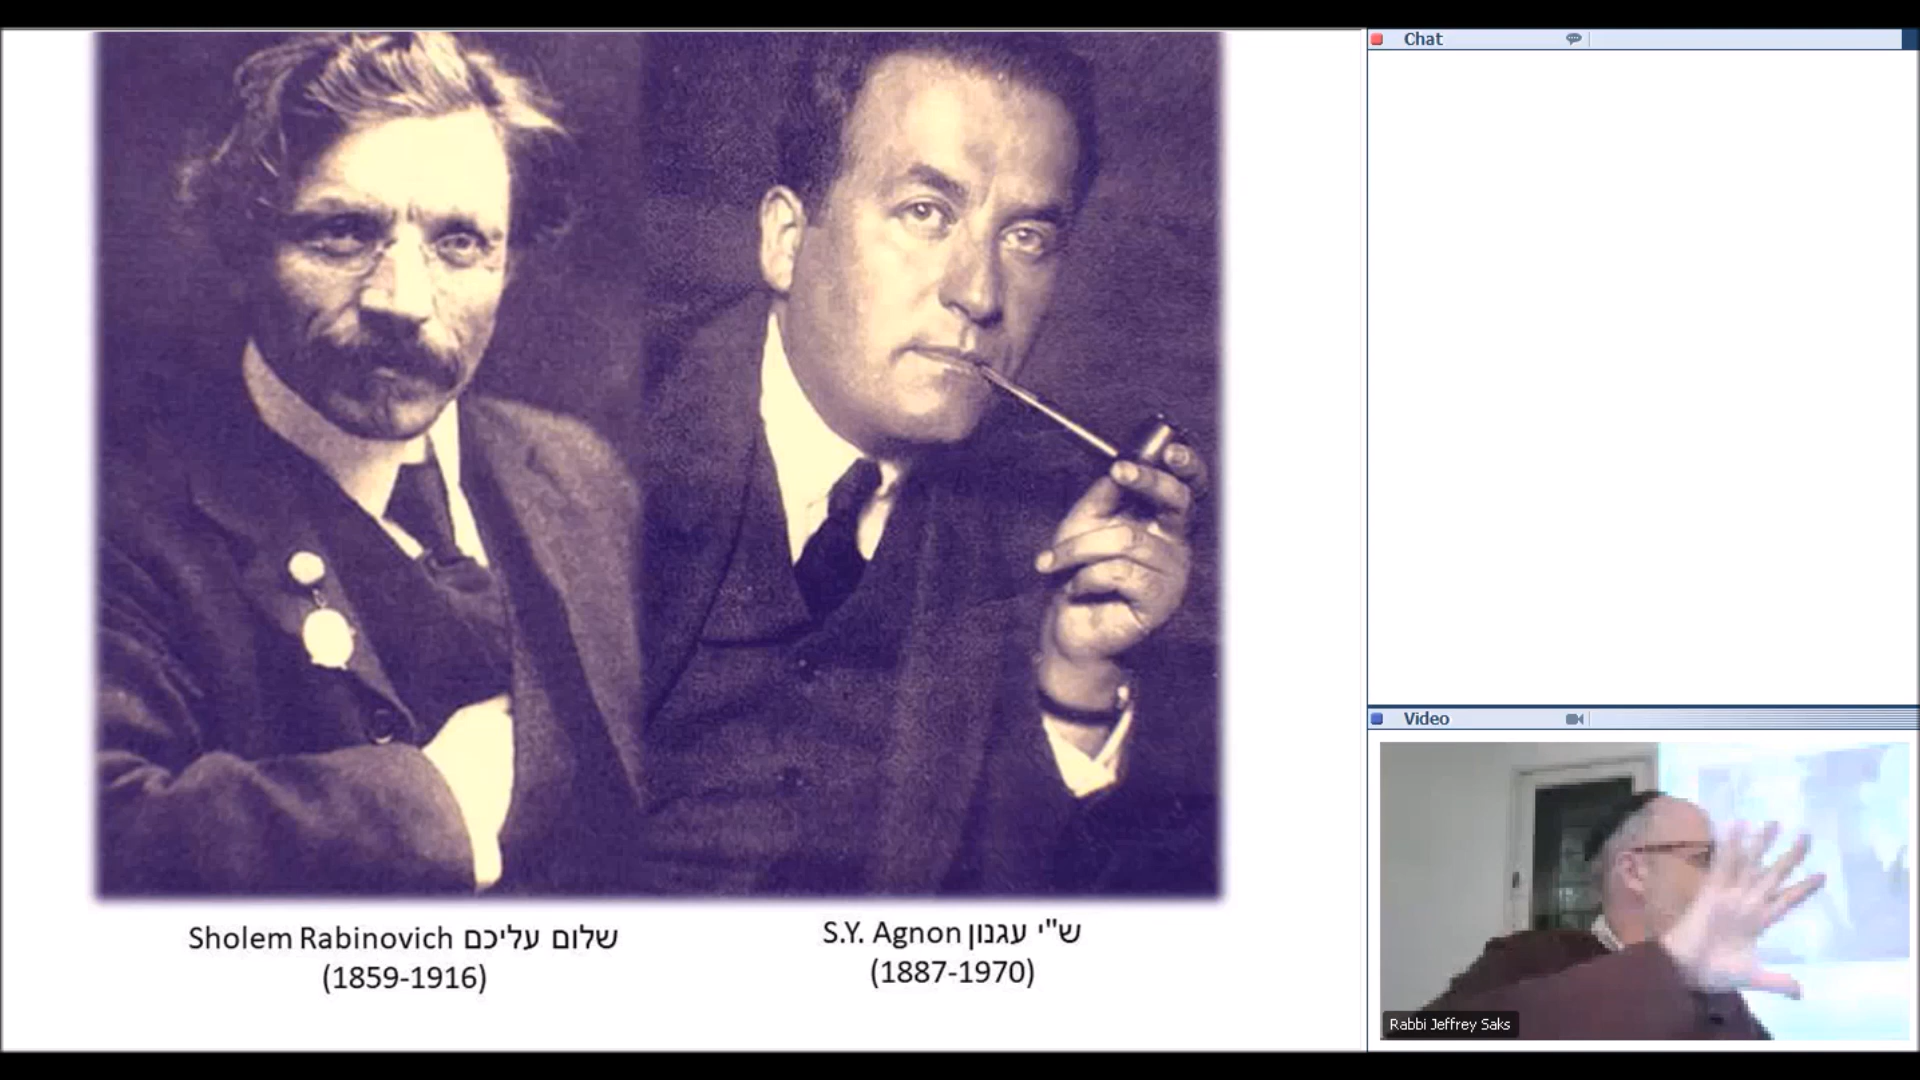 Chat
Video
Sholem Rabinovich שלום עליכם
(1859-1916)
S.Y. Agnon ש"י עגנון
(1887-1970)
Rabbi Jeffrey Saks